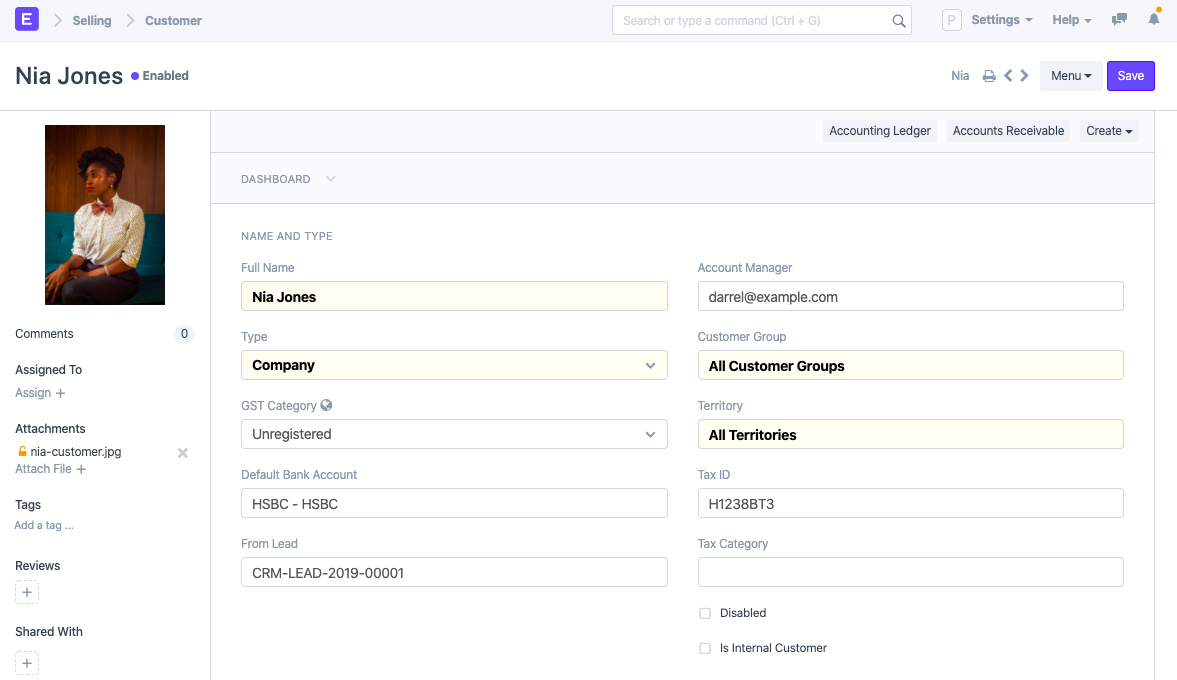 E Selling Customer Search or type a command (Ctrl + G) P Settings Help
Nia Jones Enabled Nia Menu Save
Accounting Ledger Accounts Receivable Create
DASHBOARD
NAME AND TYPE
Full Name
Nia Jones
Account Manager
darrel@example.com
Type
Company
Customer Group
All Customer Groups
GST Category
Unregistered
Territory
All Territories
Default Bank Account
HSBC - HSBC
Tax ID
H1238BT3
From Lead
CRM-LEAD-2019-00001
Tax Category
Disabled
Is Internal Customer
Comments 0
Assigned To
Assign +
Attachments
nia-customer.jpg
Attach File +
Tags
Add a tag ...
Reviews
+
Shared With
+